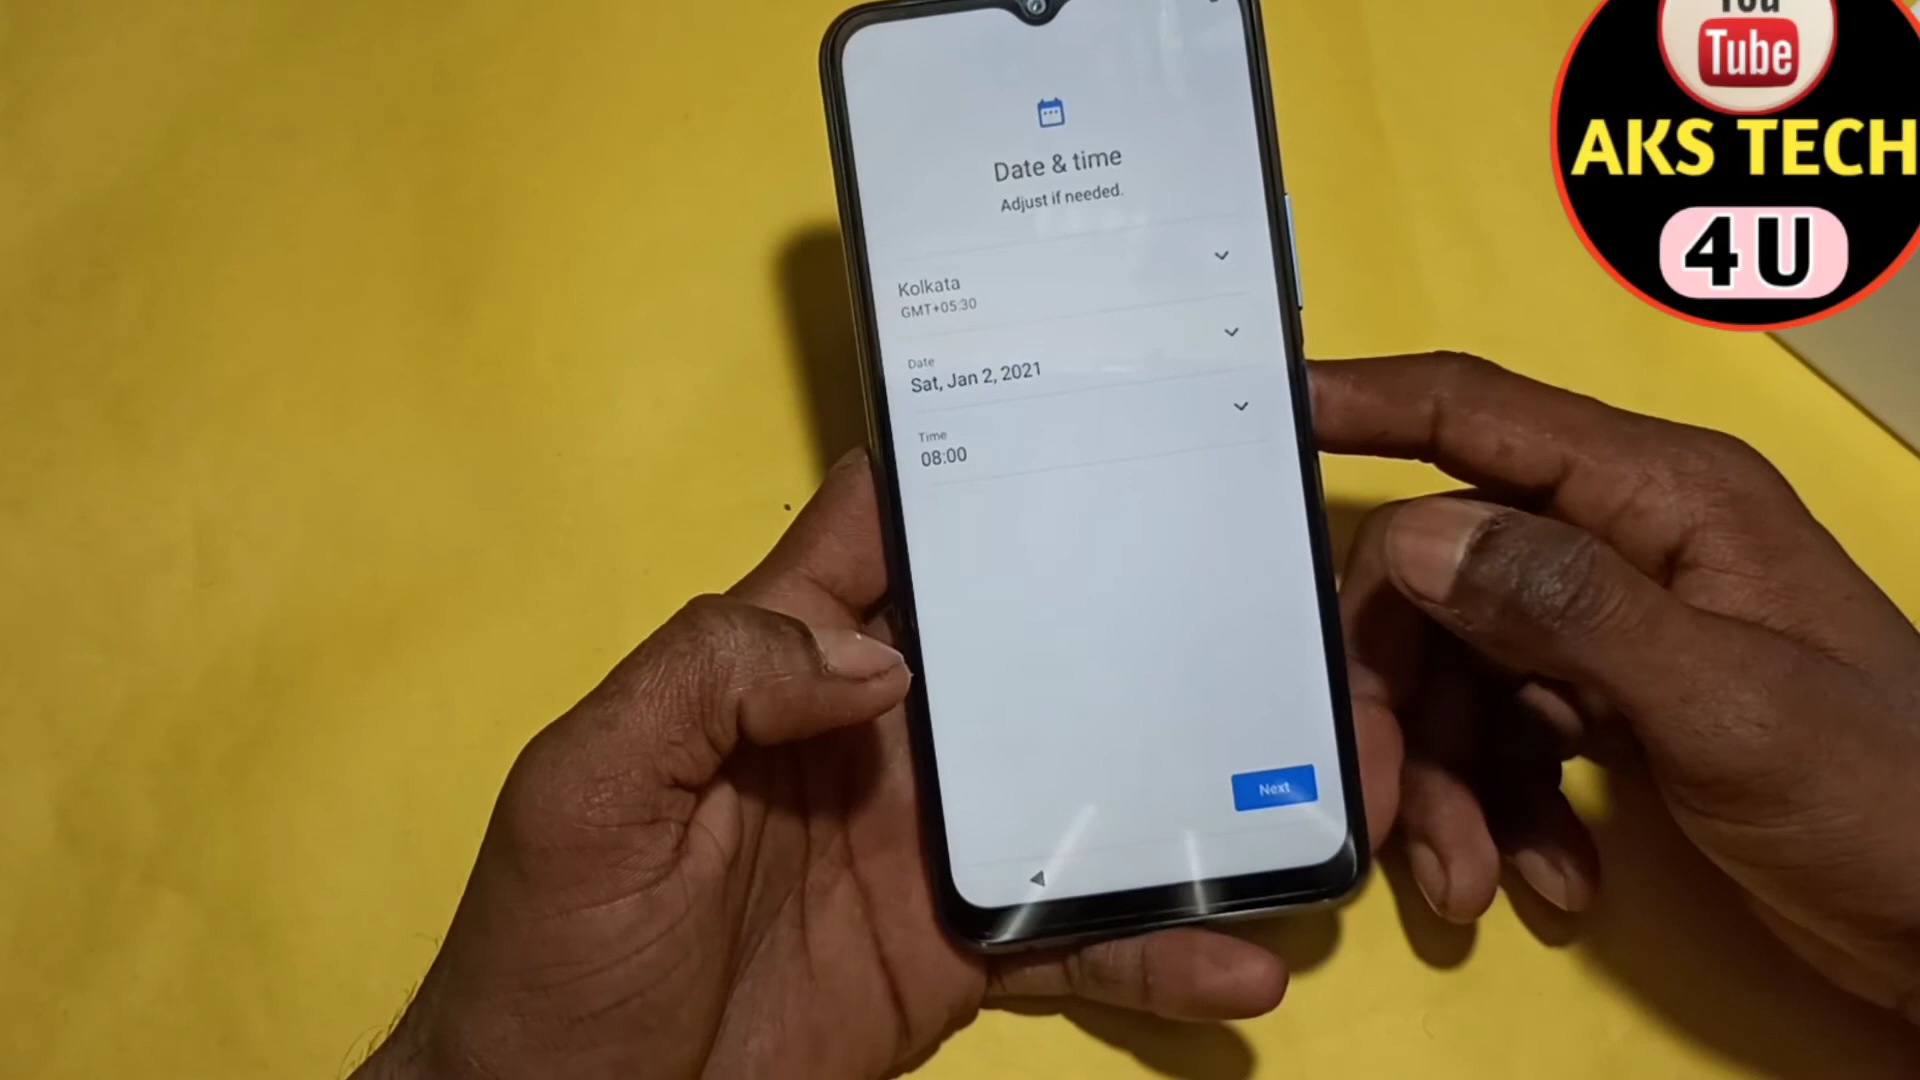 Date & time
Adjust if needed.
Kolkata
GMT+05:30
Date
Sat, Jan 2, 2021
Time
08:00
Next
You
Tube
AKS TECH
4 U